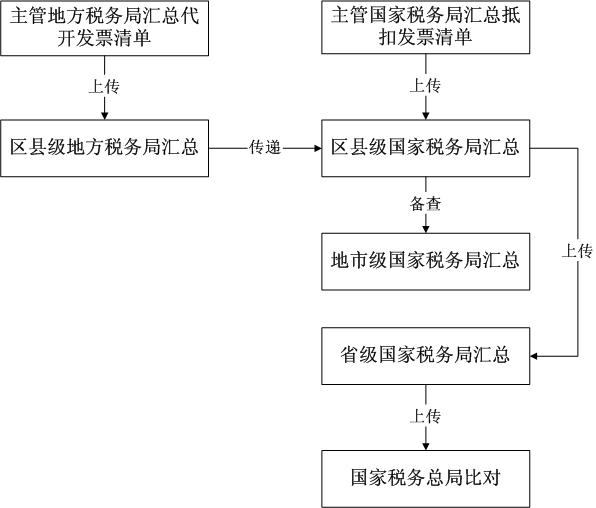 主管地方税务局汇总代
开发票清单
主管国家税务局汇总抵
扣发票清单
上传
上传
区县级地方税务局汇总
传递
区县级国家税务局汇总
备查
地市级国家税务局汇总
上传
省级国家税务局汇总
上传
国家税务总局比对